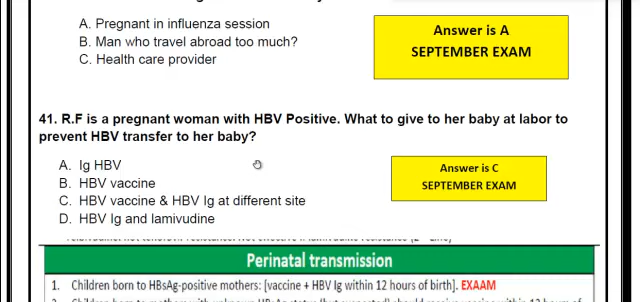 A. Pregnant in influenza session
B. Man who travel abroad too much?
C. Health care provider
Answer is A
SEPTEMBER EXAM
41. R.F is a pregnant woman with HBV Positive. What to give to her baby at labor to
prevent HBV transfer to her baby?
A. Ig HBV
B. HBV vaccine
C. HBV vaccine & HBV Ig at different site
D. HBV Ig and lamivudine
Answer is C
SEPTEMBER EXAM
Perinatal transmission
1. Children born to HBsAg-positive mothers: [vaccine + HBV Ig within 12 hours of birth]. EXAAM